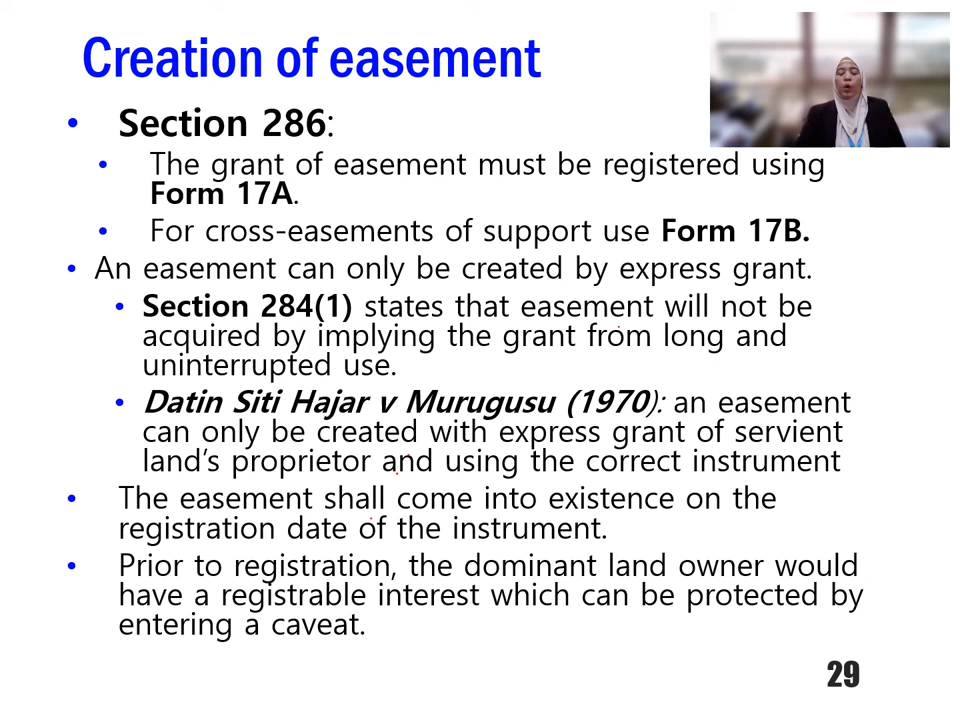 Creation of easement
• Section 286:
• The grant of easement must be registered using
Form 17A.
• For cross-easements of support use Form 17B.
• An easement can only be created by express grant.
• Section 284(1) states that easement will not be
acquired by implying the grant from long and
uninterrupted use.
• Datin Siti Hajar v Murugusu (1970): an easement
can only be created with express grant of servient
land's proprietor and using the correct instrument
• The easement shall come into existence on the
registration date of the instrument.
• Prior to registration, the dominant land owner would
have a registrable interest which can be protected by
entering a caveat.
29